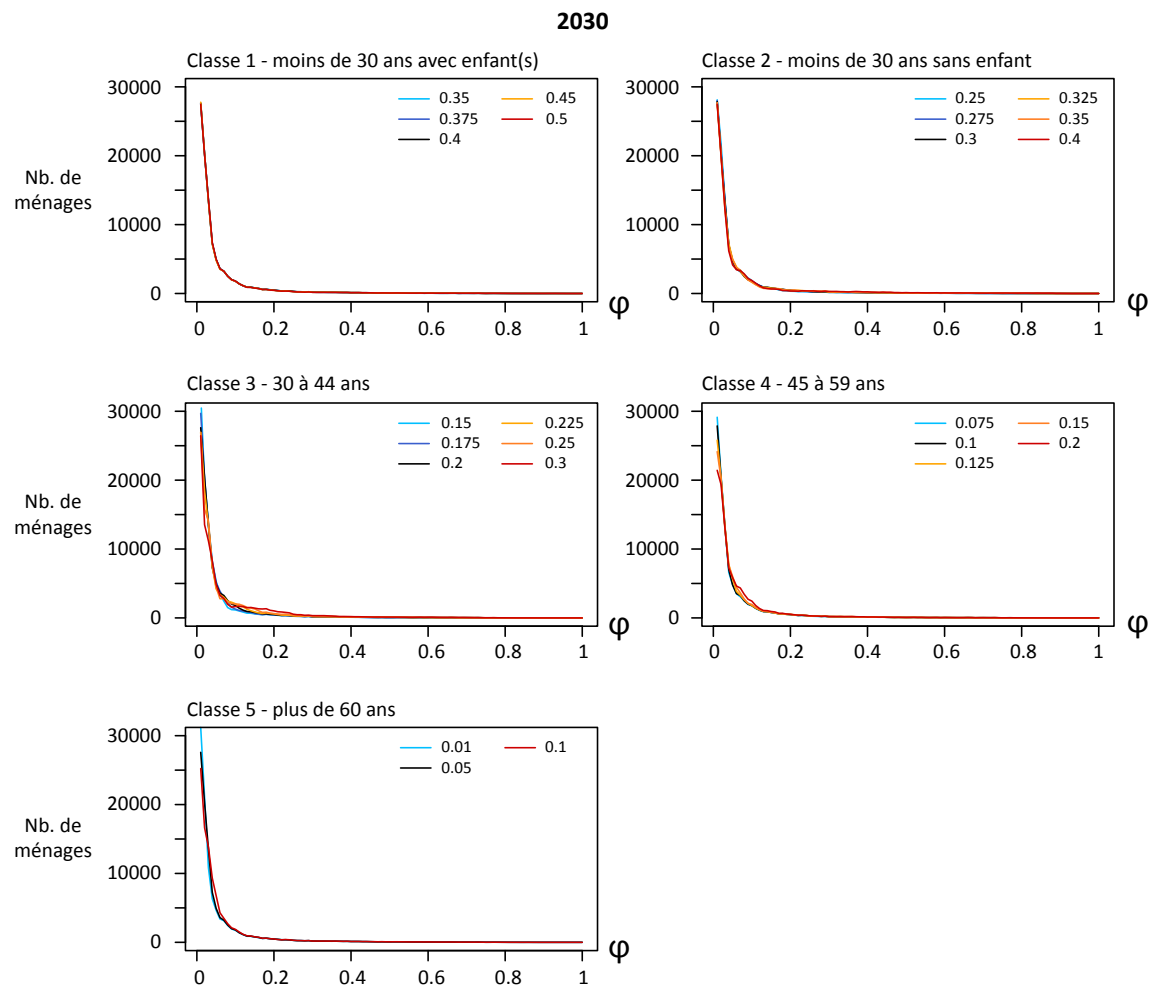 2030
Classe 1 - moins de 30 ans avec enfant(s)
30000
20000
10000
0
Nb. de
ménages
0.35 0.45
0.375 0.5
0.4
0 0.2 0.4 0.6 0.8 1
φ
Classe 2 - moins de 30 ans sans enfant
30000
20000
10000
0
0.25 0.325
0.275 0.35
0.3 0.4
0 0.2 0.4 0.6 0.8 1
φ
Classe 3 - 30 à 44 ans
30000
20000
10000
0
Nb. de
ménages
0.15 0.225
0.175 0.25
0.2 0.3
0 0.2 0.4 0.6 0.8 1
φ
Classe 4 - 45 à 59 ans
30000
20000
10000
0
0.075 0.15
0.1 0.2
0.125
0 0.2 0.4 0.6 0.8 1
φ
Classe 5 - plus de 60 ans
30000
20000
10000
0
Nb. de
ménages
0.01 0.1
0.05
0 0.2 0.4 0.6 0.8 1
φ